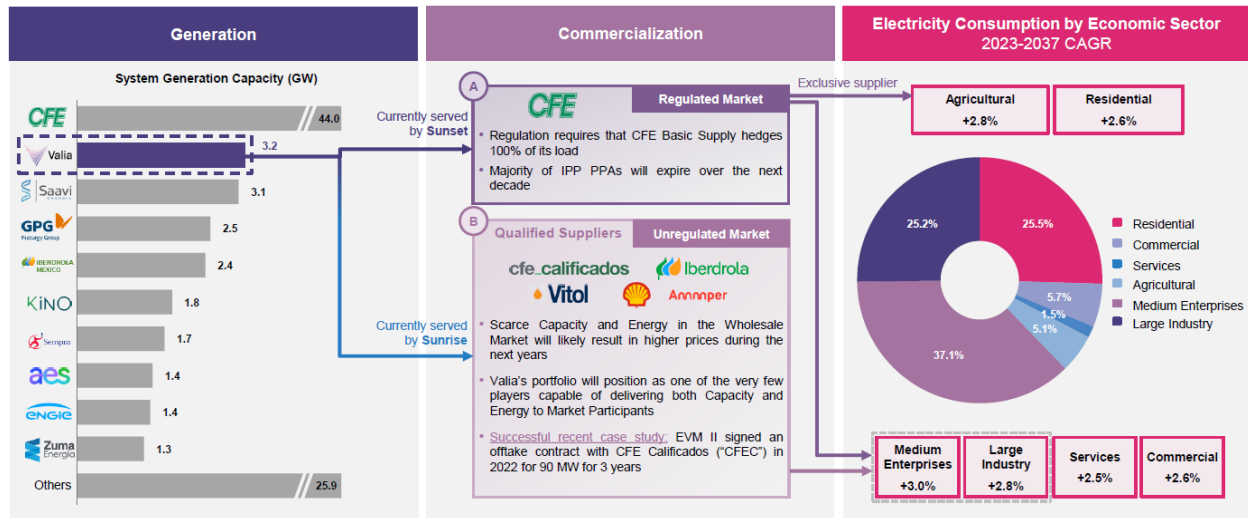 Generation
System Generation Capacity (GW)
CFE
44.0
Valia
3.2
Saavi
ENERGÍA
3.1
GPG
Naturgy Group
2.5
IBERDROLA
MÉXICO
2.4
KiNO
1.8
Sempra
1.7
aes
1.4
ENGIE
1.4
Zuma
Energía
1.3
Others
25.9
Commercialization
Currently served
by Sunset
A
CFE
Regulated Market
• Regulation requires that CFE Basic Supply hedges
100% of its load
• Majority of IPP PPAs will expire over the next
decade
Currently served
by Sunrise
B
Qualified Suppliers
Unregulated Market
cfe_calificados
Iberdrola
Vitol
Ammper
• Scarce Capacity and Energy in the Wholesale
Market will likely result in higher prices during the
next years
• Valia's portfolio will position as one of the very few
players capable of delivering both Capacity and
Energy to Market Participants
• Successful recent case study: EVM II signed an
offtake contract with CFE Calificados ("CFEC") in
2022 for 90 MW for 3 years
Electricity Consumption by Economic Sector
2023-2037 CAGR
Exclusive supplier
Agricultural
+2.8%
Residential
+2.6%
25.2%
25.5%
5.7%
1.5%
5.1%
37.1%
Residential
Commercial
Services
Agricultural
Medium Enterprises
Large Industry
Medium
Enterprises
+3.0%
Large
Industry
+2.8%
Services
+2.5%
Commercial
+2.6%